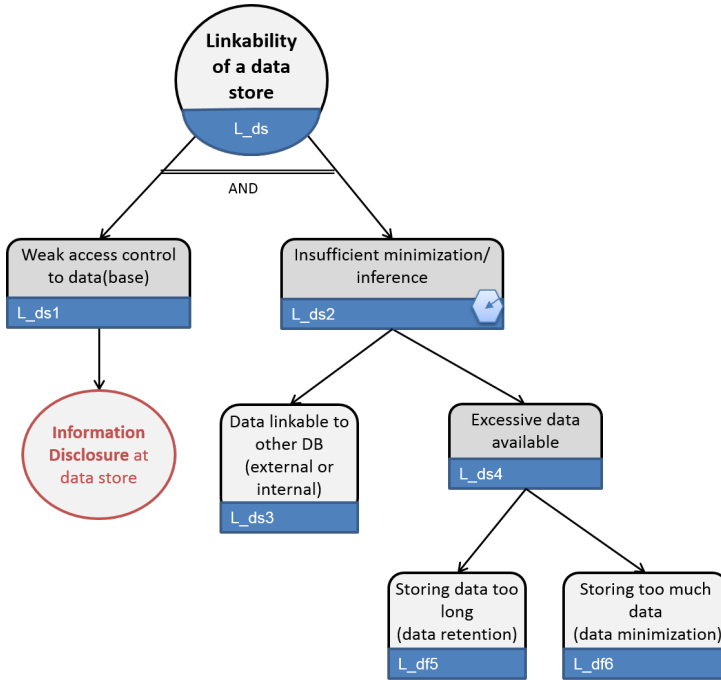 Linkability
of a data
store
L_ds
AND
Weak access control
to data(base)
L_ds1
Insufficient minimization/
inference
L_ds2
Information
Disclosure at
data store
Data linkable to
other DB
(external or
internal)
L_ds3
Excessive data
available
L_ds4
Storing data too
long
(data retention)
L_df5
Storing too much
data
(data minimization)
L_df6